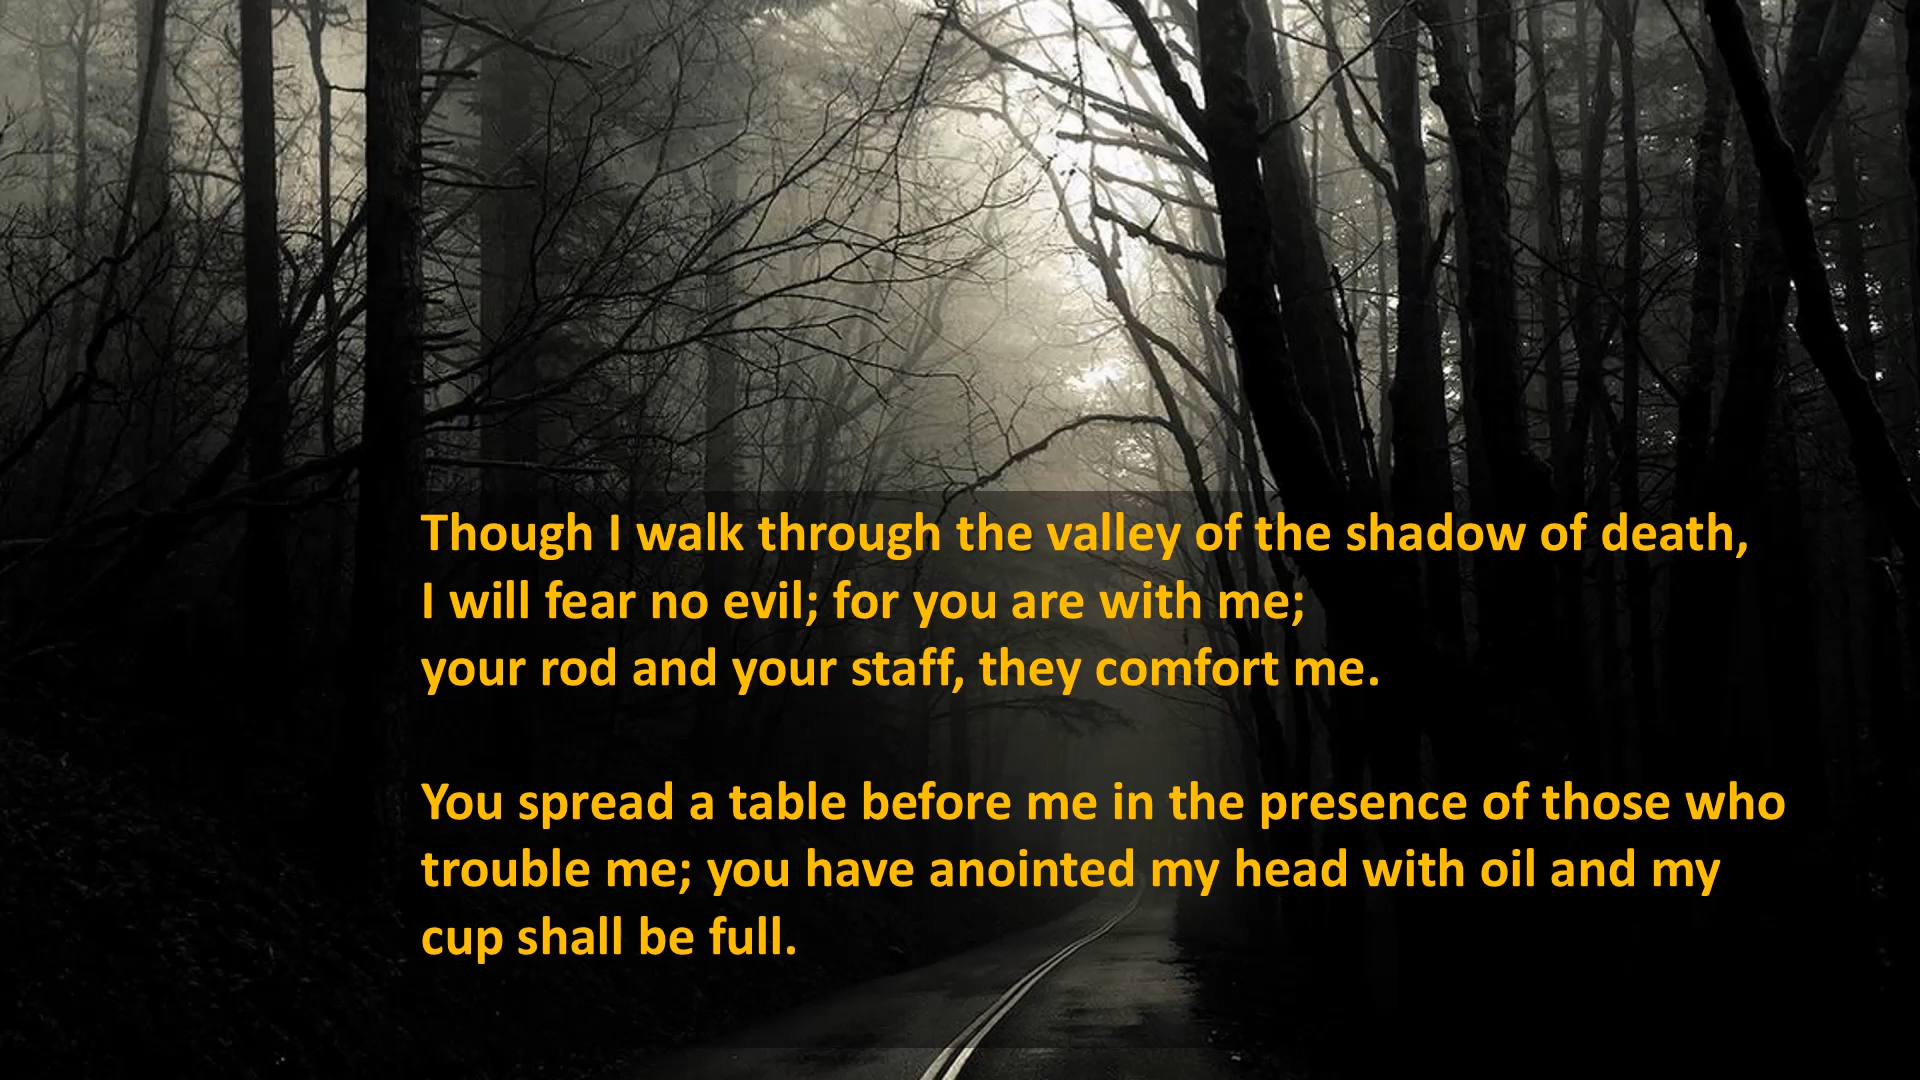 Though I walk through the valley of the shadow of death,
I will fear no evil; for you are with me;
your rod and your staff, they comfort me.
You spread a table before me in the presence of those who
trouble me; you have anointed my head with oil and my
cup shall be full.